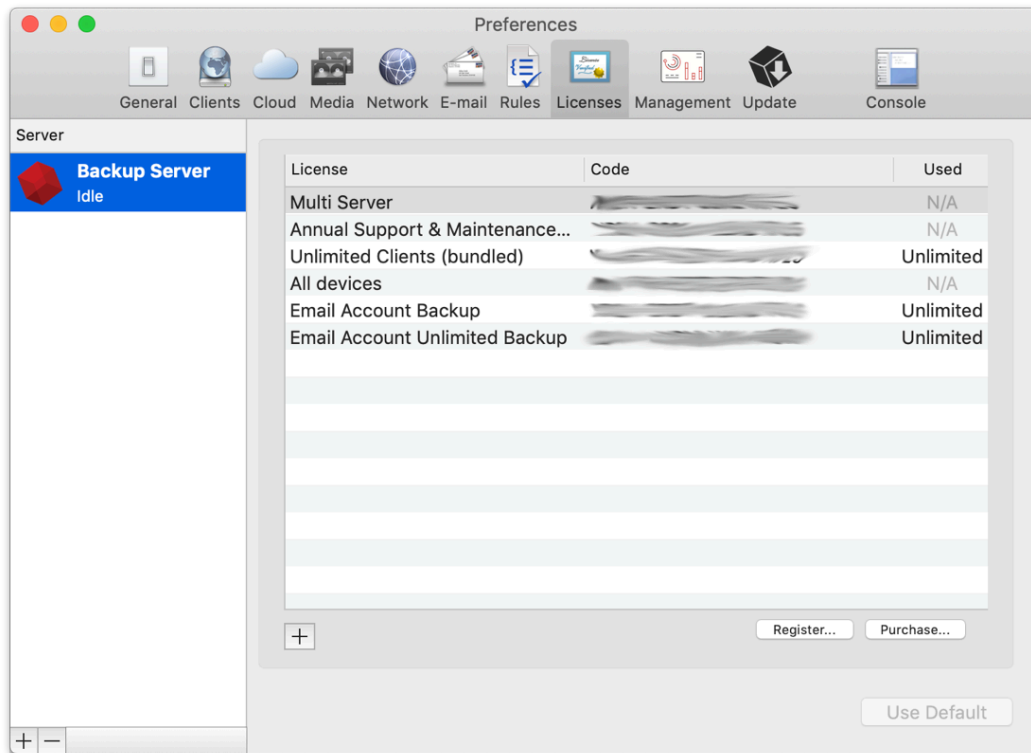 Preferences
General Clients Cloud Media Network E-mail Rules Licenses Management Update Console
Server
Backup Server
Idle
License Code Used
Multi Server N/A
Annual Support & Maintenance... N/A
Unlimited Clients (bundled) Unlimited
All devices N/A
Email Account Backup Unlimited
Email Account Unlimited Backup Unlimited
+ Register... Purchase...
Use Default
+ −